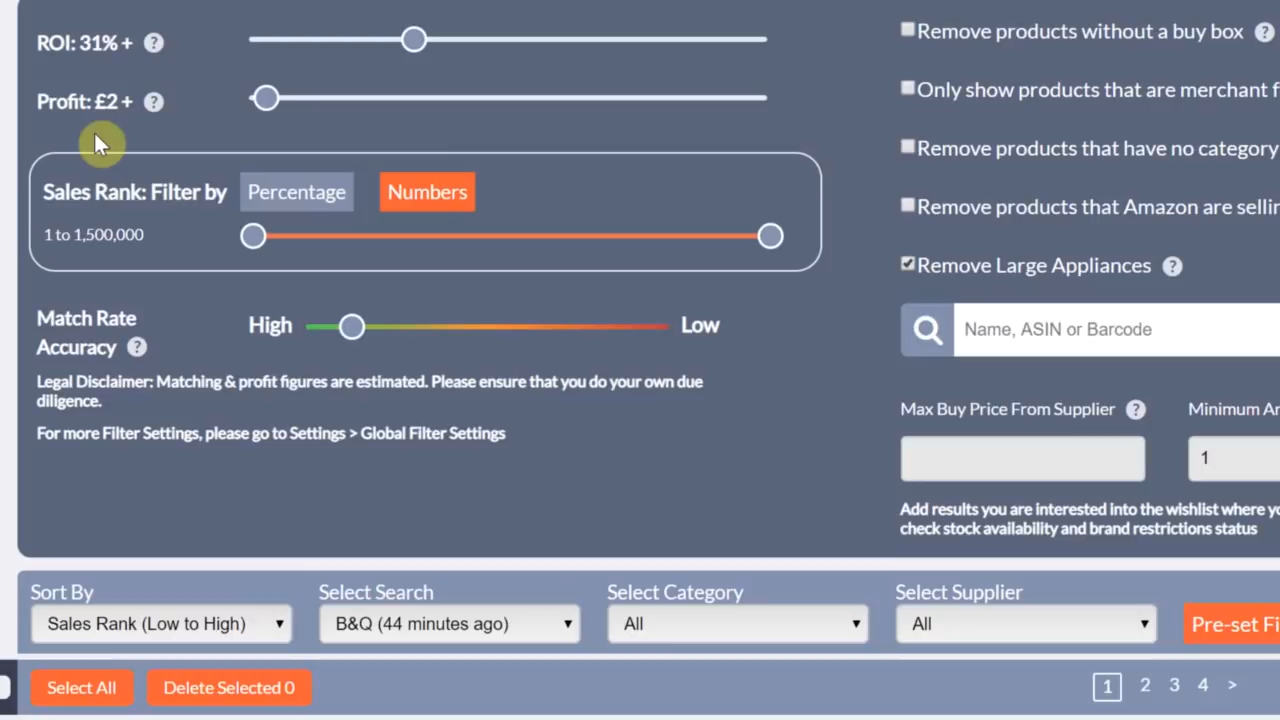 ROI: 31% + ?
Profit: £2 + ?
Sales Rank: Filter by Percentage Numbers
1 to 1,500,000
Match Rate
Accuracy ?
High Low
Legal Disclaimer: Matching & profit figures are estimated. Please ensure that you do your own due
diligence.
For more Filter Settings, please go to Settings > Global Filter Settings
Remove products without a buy box ?
Only show products that are merchant f
Remove products that have no category
Remove products that Amazon are sellin
Remove Large Appliances ?
Name, ASIN or Barcode
Max Buy Price From Supplier ? Minimum Am
1
Add results you are interested into the wishlist where yo
check stock availability and brand restrictions status
Sort By Select Search Select Category Select Supplier
Sales Rank (Low to High) B&Q (44 minutes ago) All All Pre-set Fi
Select All Delete Selected 0 1 2 3 4 >